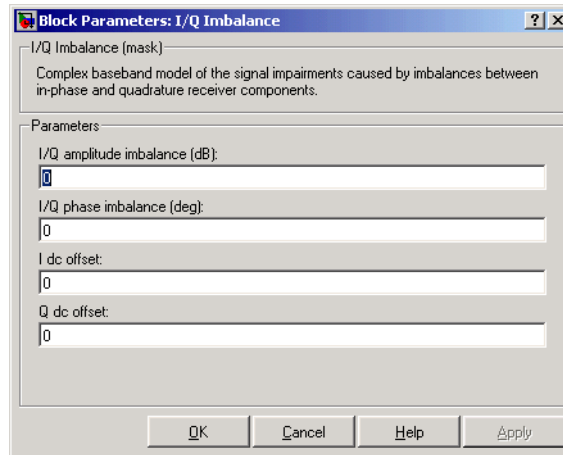 Block Parameters: I/Q Imbalance
I/Q Imbalance (mask)
Complex baseband model of the signal impairments caused by imbalances between
in-phase and quadrature receiver components.
Parameters
I/Q amplitude imbalance (dB):
0
I/Q phase imbalance (deg):
0
I dc offset:
0
Q dc offset:
0
OK Cancel Help Apply